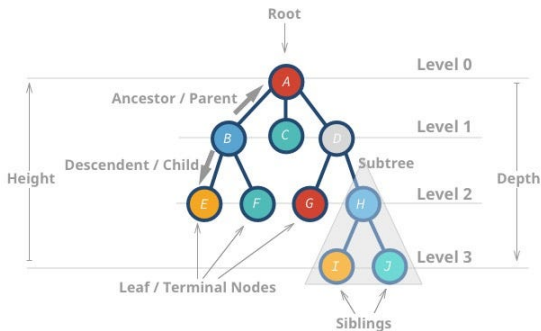 Root
A
Level 0
Ancestor / Parent
B
C
D
Level 1
Descendent / Child
Subtree
Height
Depth
E
F
G
H
Level 2
I
J
Level 3
Leaf / Terminal Nodes
Siblings